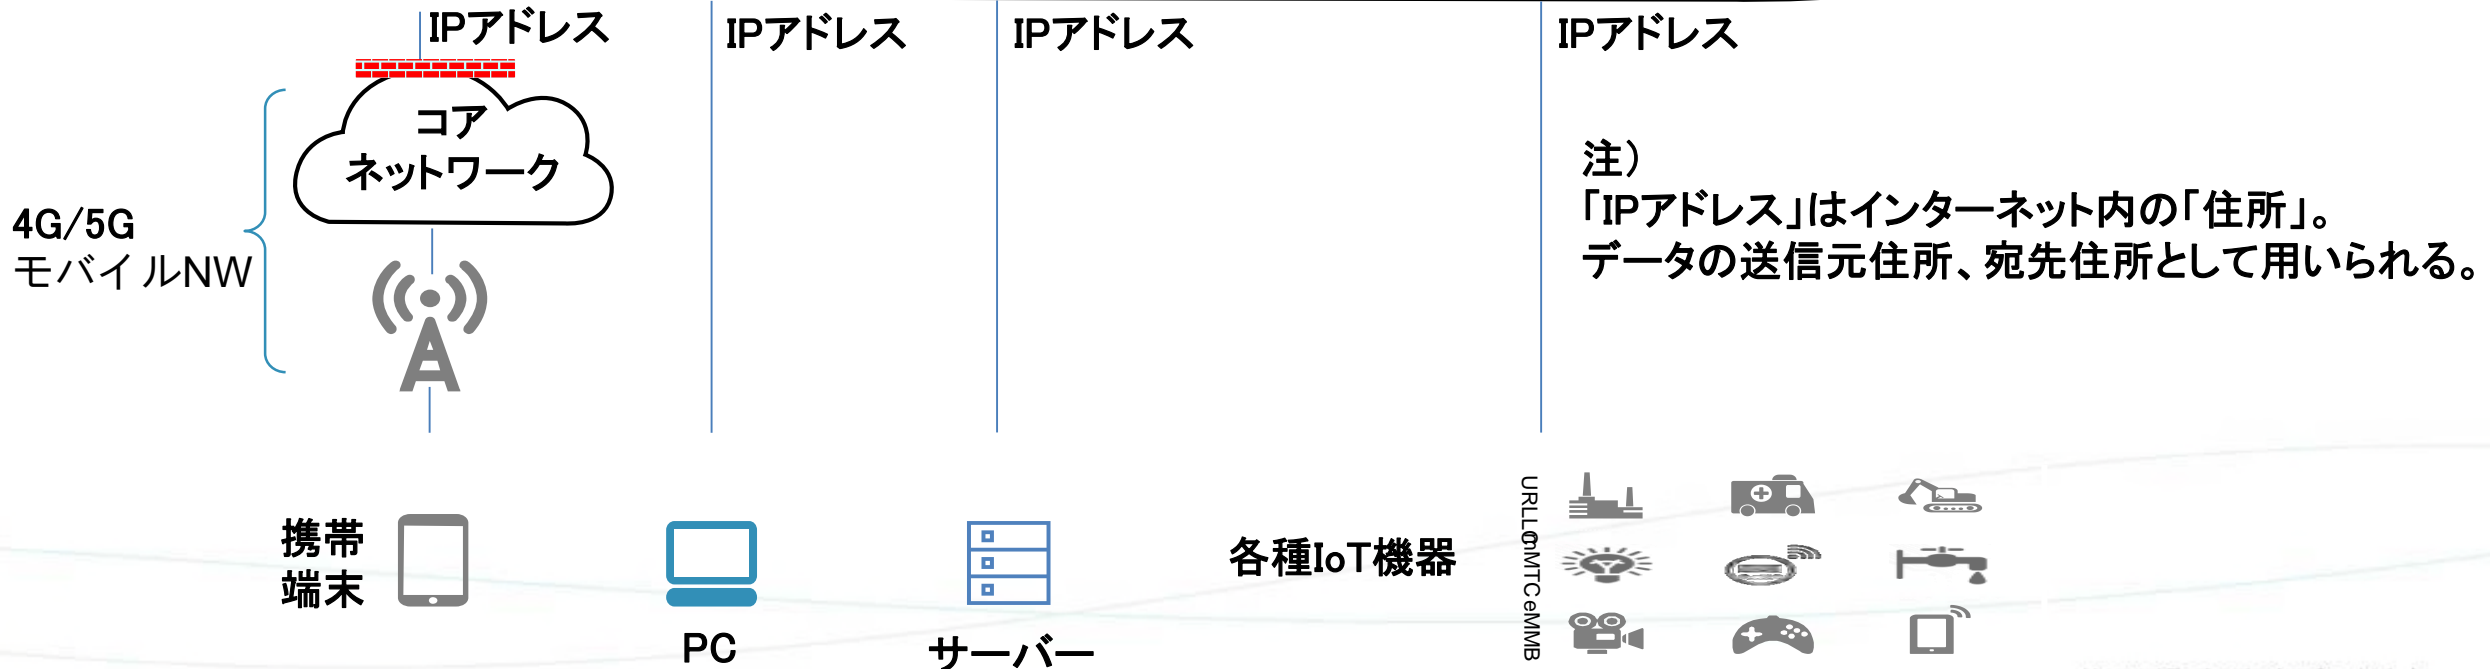 IPアドレス
IPアドレス
IPアドレス
IPアドレス
コア
ネットワーク
注）
「IPアドレス」はインターネット内の「住所」。
データの送信元住所、宛先住所として用いられる。
4G/5G
モバイルNW
携帯
端末
PC
サーバー
各種IoT機器
URLLC
mMTC
eMMB